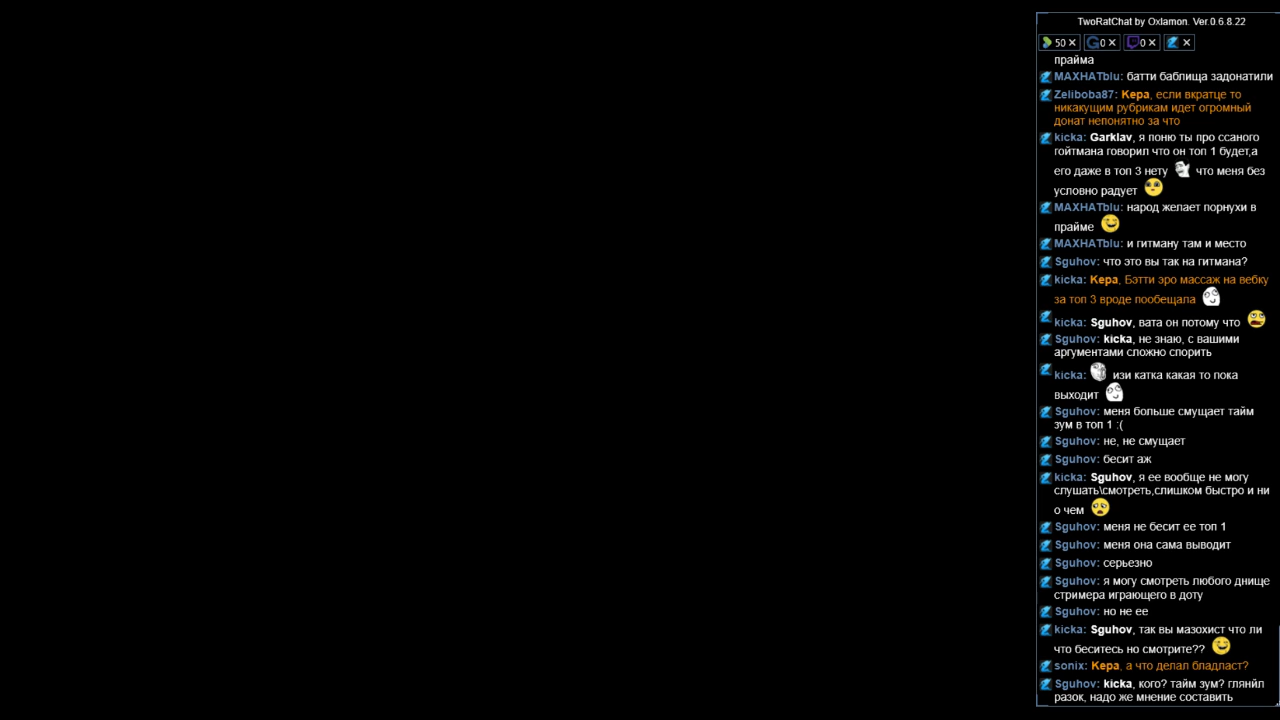 TwoRatChat by Oxlamon. Ver.0.6.8.22
50 × 0 × 0 × ×
прайма
MAXHATblu: батти баблища задонатили
Zeliboba87: Kepa, если вкратце то
никакущим рубрикам идет огромный
донат непонятно за что
kicka: Garklav, я поню ты про ссаного
гойтмана говорил что он топ 1 будет,а
его даже в топ 3 нету что меня без
условно радует
MAXHATblu: народ желает порнухи в
прайме
MAXHATblu: и гитману там и место
Sguhov: что это вы так на гитмана?
kicka: Kepa, Бэтти эро массаж на вебку
за топ 3 вроде пообещала
kicka: Sguhov, вата он потому что
Sguhov: kicka, не знаю, с вашими
аргументами сложно спорить
kicka: изи катка какая то пока
выходит
Sguhov: меня больше смущает тайм
зум в топ 1 :(
Sguhov: не, не смущает
Sguhov: бесит аж
kicka: Sguhov, я ее вообще не могу
слушать\смотреть,слишком быстро и ни
о чем
Sguhov: меня не бесит ее топ 1
Sguhov: меня она сама выводит
Sguhov: серьезно
Sguhov: я могу смотреть любого днище
стримера играющего в доту
Sguhov: но не ее
kicka: Sguhov, так вы мазохист что ли
что беситесь но смотрите??
sonix: Kepa, а что делал бладласт?
Sguhov: kicka, кого? тайм зум? глянйл
разок, надо же мнение составить